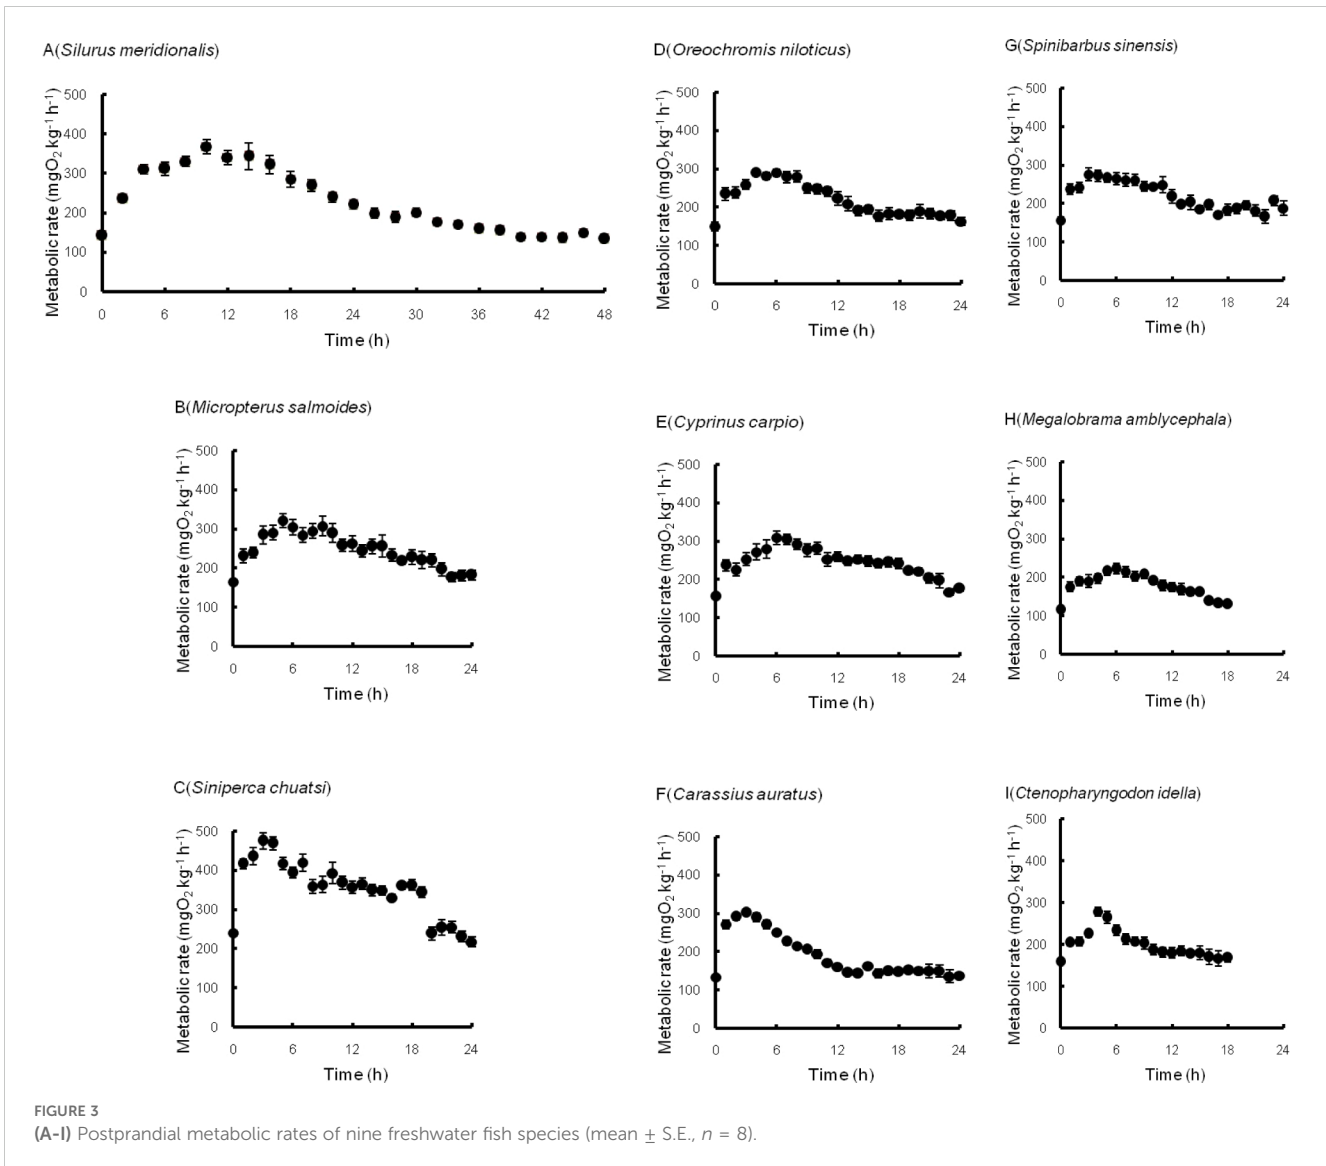 A(Silurus meridionalis)
Metabolic rate (mgO2 kg-1 h-1)
500
400
300
200
100
0
0 6 12 18 24 30 36 42 48
Time (h)
B(Micropterus salmoides)
Metabolic rate (mgO2 kg-1 h-1)
500
400
300
200
100
0
0 6 12 18 24
Time (h)
C(Siniperca chuatsi)
Metabolic rate (mgO2 kg-1 h-1)
500
400
300
200
100
0
0 6 12 18 24
Time (h)
D(Oreochromis niloticus)
Metabolic rate (mgO2 kg-1 h-1)
500
400
300
200
100
0
0 6 12 18 24
Time (h)
E(Cyprinus carpio)
Metabolic rate (mgO2 kg-1 h-1)
500
400
300
200
100
0
0 6 12 18 24
Time (h)
F(Carassius auratus)
Metabolic rate (mgO2 kg-1 h-1)
500
400
300
200
100
0
0 6 12 18 24
Time (h)
G(Spinibarbus sinensis)
Metabolic rate (mgO2 kg-1 h-1)
500
400
300
200
100
0
0 6 12 18 24
Time (h)
H(Megalobrama amblycephala)
Metabolic rate (mgO2 kg-1 h-1)
500
400
300
200
100
0
0 6 12 18 24
Time (h)
I(Ctenopharyngodon idella)
Metabolic rate (mgO2 kg-1 h-1)
500
400
300
200
100
0
0 6 12 18 24
Time (h)
FIGURE 3
(A-I) Postprandial metabolic rates of nine freshwater fish species (mean ± S.E., n = 8).